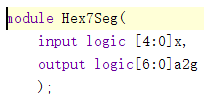 module Hex7Seg(
input logic [4:0]x,
output logic[6:0]a2g
);